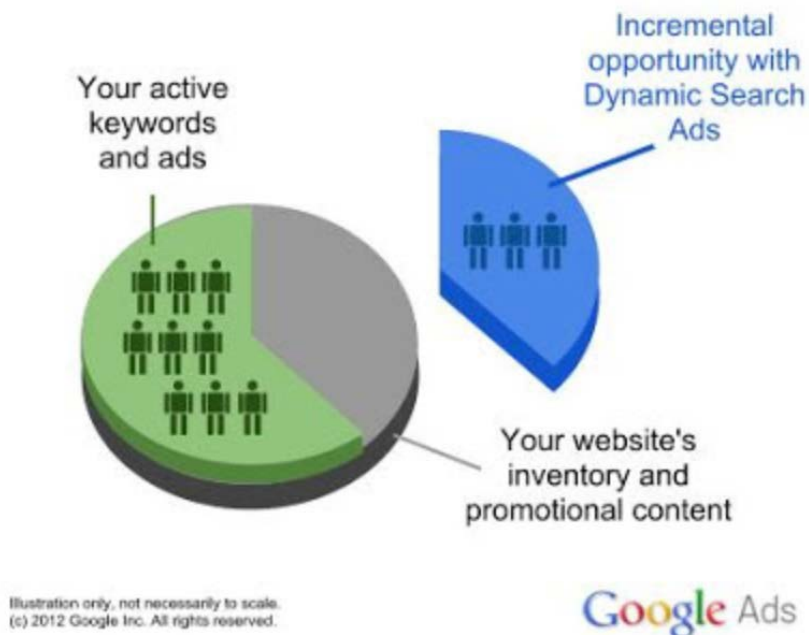 Incremental
opportunity with
Dynamic Search
Ads
Your active
keywords
and ads
Your website's
inventory and
promotional content
Illustration only, not necessarily to scale.
(c) 2012 Google Inc. All rights reserved.
Google Ads